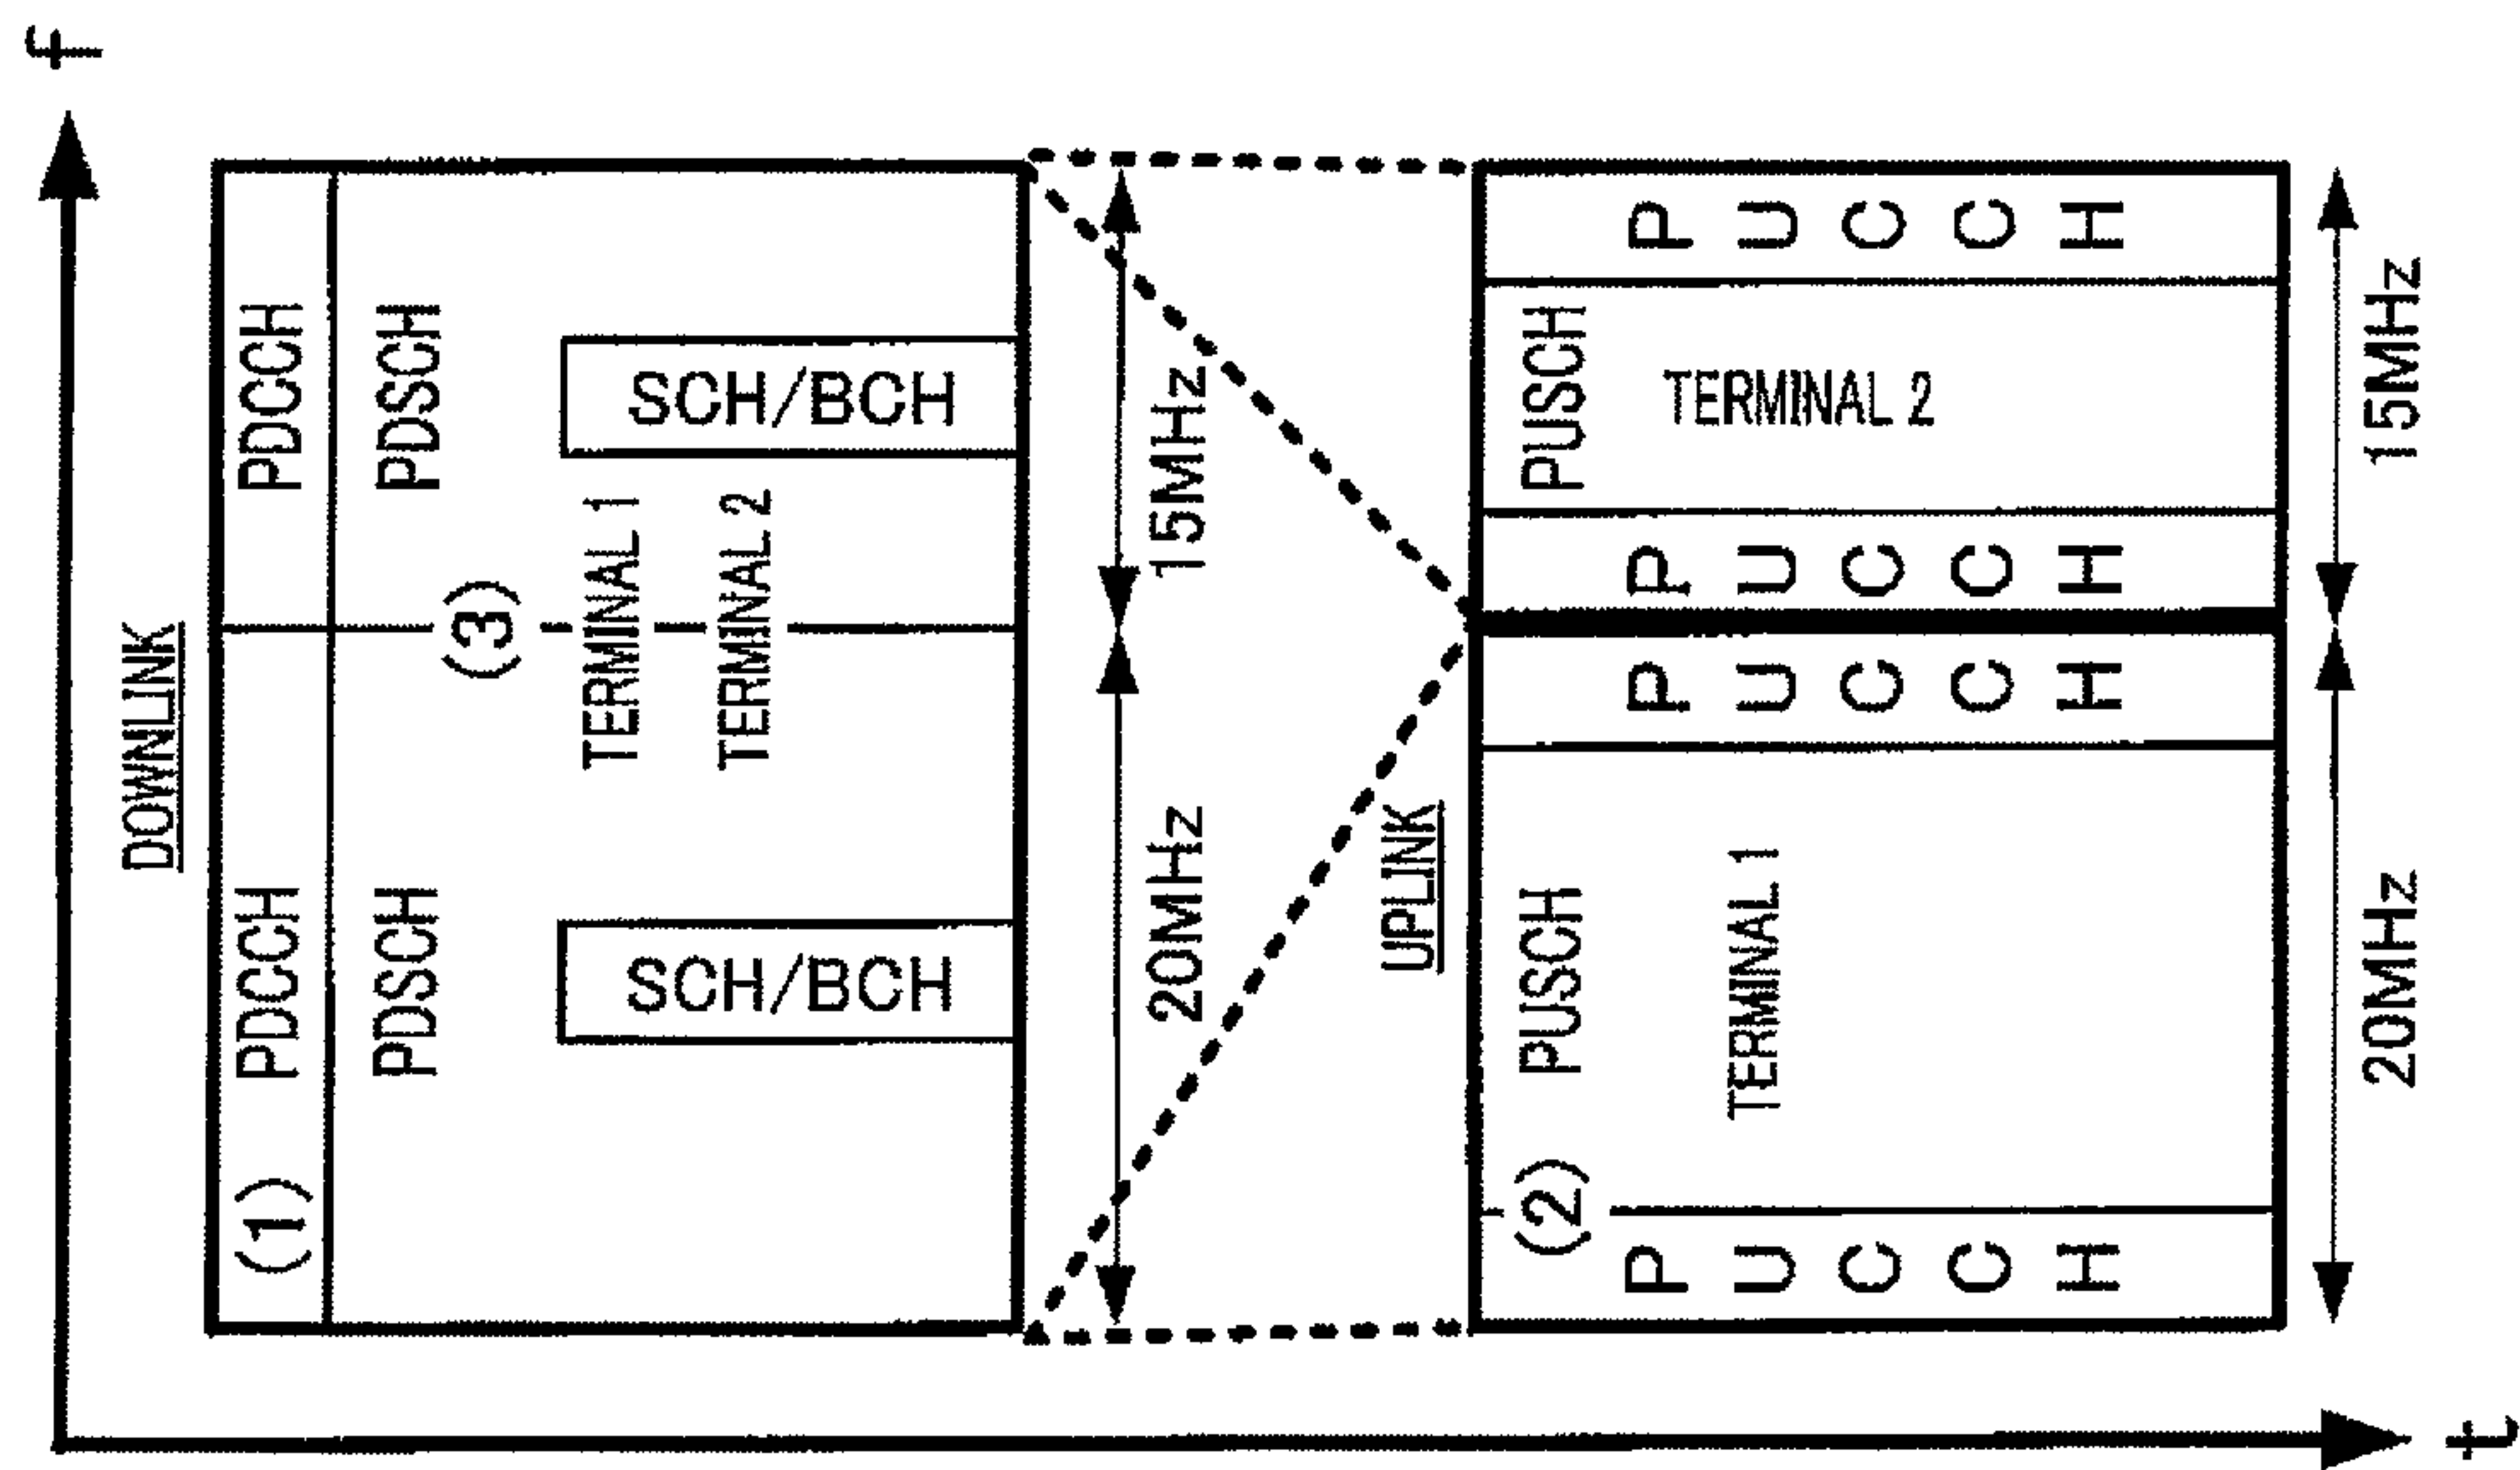 f
DOWNLINK
(1)
PDCCH
PDCCH
PDSCH
PDSCH
(3)
TERMINAL 1
TERMINAL 2
SCH/BCH
SCH/BCH
20MHz
15MHz
UPLINK
(2)
PUSCH
PUSCH
TERMINAL 1
TERMINAL 2
PUCCH
PUCCH
PUCCH
PUCCH
20MHz
15MHz
t